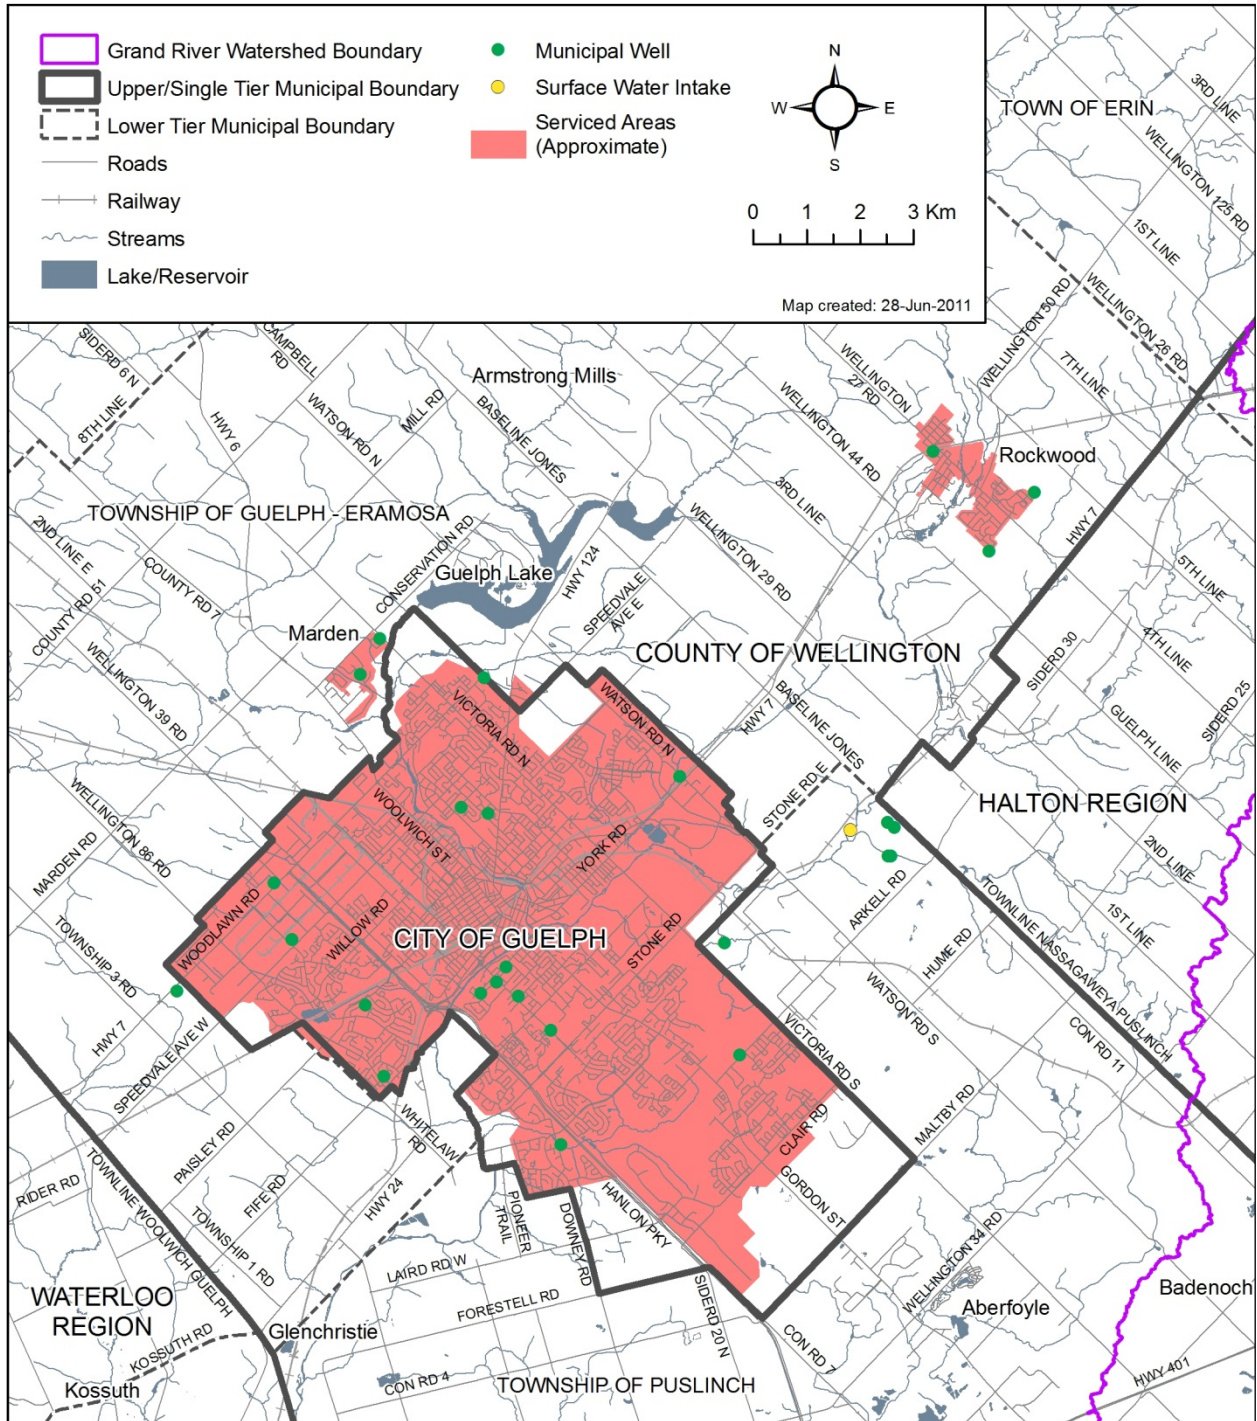 Grand River Watershed Boundary
Upper/Single Tier Municipal Boundary
Lower Tier Municipal Boundary
Roads
Railway
Streams
Lake/Reservoir
Municipal Well
Surface Water Intake
Serviced Areas
(Approximate)
N
W
E
S
0 1 2 3 Km
Map created: 28-Jun-2011
TOWN OF ERIN
3RD LINE
WELLINGTON 125 RD
1ST LINE
WELLINGTON 50 RD
WELLINGTON 26 RD
7TH LINE
SIDERD 6 N
CAMPBELL
RD
8TH LINE
HWY 6
WATSON RD N
MILL RD
Armstrong Mills
BASELINE JONES
WELLINGTON
27 RD
WELLINGTON 44 RD
Rockwood
3RD LINE
HWY 7
TOWNSHIP OF GUELPH - ERAMOSA
2ND LINE E
COUNTY RD 7
COUNTY RD 51
CONSERVATION RD
Guelph Lake
HWY 124
SPEEDVALE
AVE E
WELLINGTON 29 RD
5TH LINE
4TH LINE
Marden
WELLINGTON 39 RD
COUNTY OF WELLINGTON
SIDERD 30
SIDERD 25
GUELPH LINE
VICTORIA RD N
WATSON RD N
HWY 7
BASELINE JONES
STONE RD E
HALTON REGION
WELLINGTON 86 RD
MARDEN RD
WOOLWICH ST
YORK RD
2ND LINE
ARKELL RD
TOWNLINE NASSAGAWEYA PUSLINCH
1ST LINE
TOWNSHIP 3 RD
WOODLAWN RD
WILLOW RD
CITY OF GUELPH
STONE RD
HUME RD
WATSON RD S
HWY 7
SPEEDVALE AVE W
VICTORIA RD S
CON RD 11
MALTBY RD
CLAIR RD
PAISLEY RD
WHITELAW
RD
RIDER RD
FIFE RD
HWY 24
TOWNLINE WOOLWICH GUELPH
TOWNSHIP 1 RD
PIONEER
TRAIL
DOWNEY RD
HANLON PKY
GORDON ST
WELLINGTON 34 RD
LAIRD RD W
FORESTELL RD
SIDERD 20 N
WATERLOO
REGION
Glenchristie
KOSSUTH RD
Kossuth
CON RD 4
CON RD 7
TOWNSHIP OF PUSLINCH
Aberfoyle
Badenoch
HWY 401